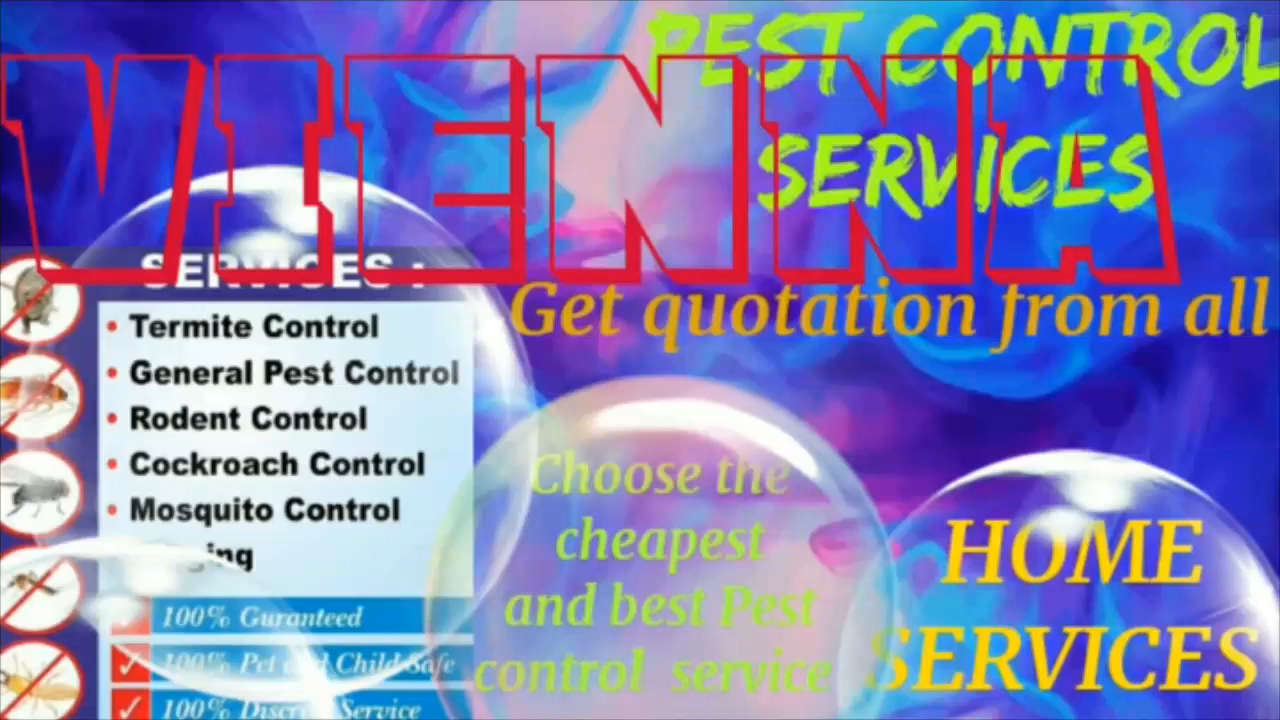 PEST CONTROL
VIENNA
SERVICES
SERVICES :
Get quotation from all
• Termite Control
• General Pest Control
• Rodent Control
• Cockroach Control
• Mosquito Control
Choose the
cheapest
and best Pest
control service
HOME
SERVICES
100% Guranteed
100% Pet and Child Safe
100% Discreet Service